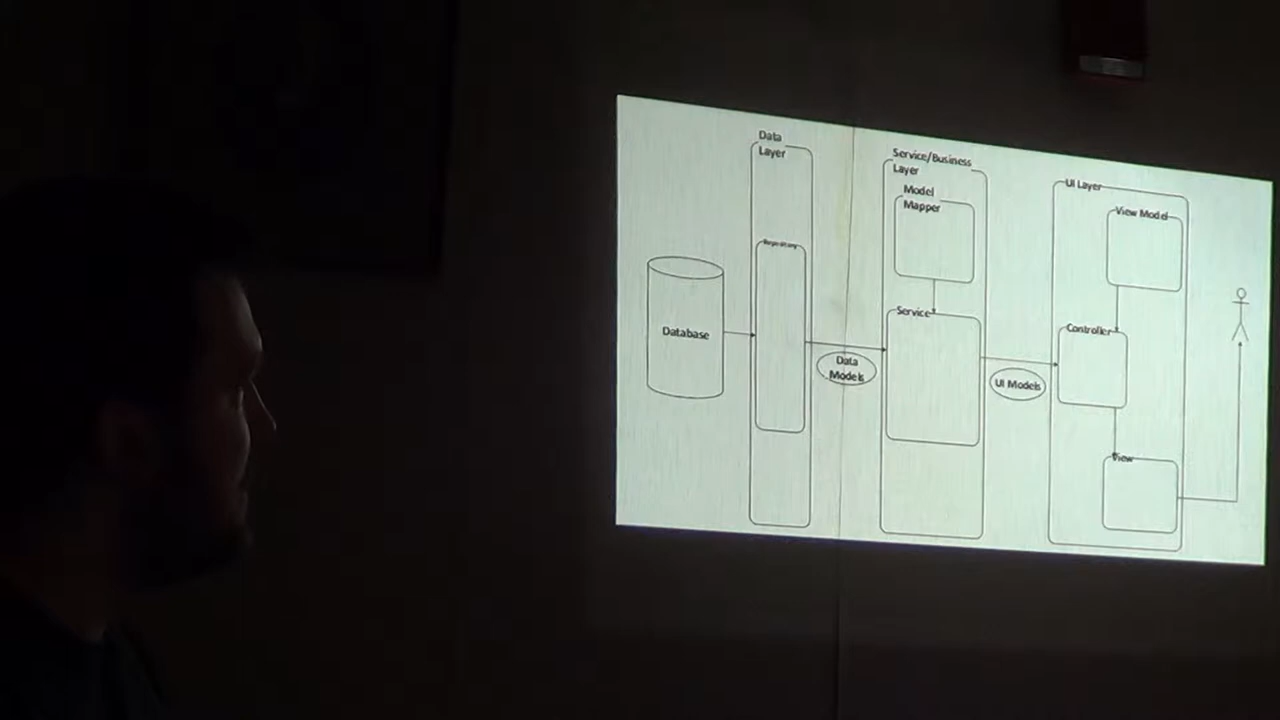 Data
Layer
Repository
Database
Data
Models
Service/Business
Layer
Model
Mapper
Service
UI Models
UI Layer
View Model
Controller
View